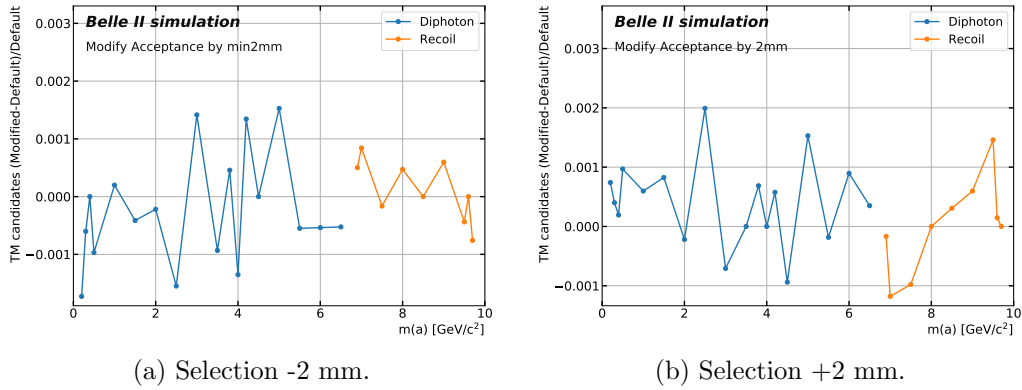 TM candidates (Modified-Default)/Default
0.003
0.002
0.001
0.000
−0.001
Belle II simulation
Modify Acceptance by min2mm
Diphoton
Recoil
0 2 4 6 8 10
m(a) [GeV/c²]
(a) Selection -2 mm.
TM candidates (Modified-Default)/Default
0.003
0.002
0.001
0.000
−0.001
Belle II simulation
Modify Acceptance by 2mm
Diphoton
Recoil
0 2 4 6 8 10
m(a) [GeV/c²]
(b) Selection +2 mm.